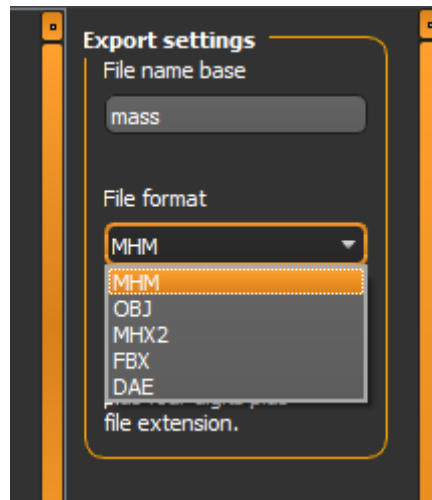 Export settings
File name base
mass
File format
MHM
MHM
OBJ
MHX2
FBX
DAE
file extension.